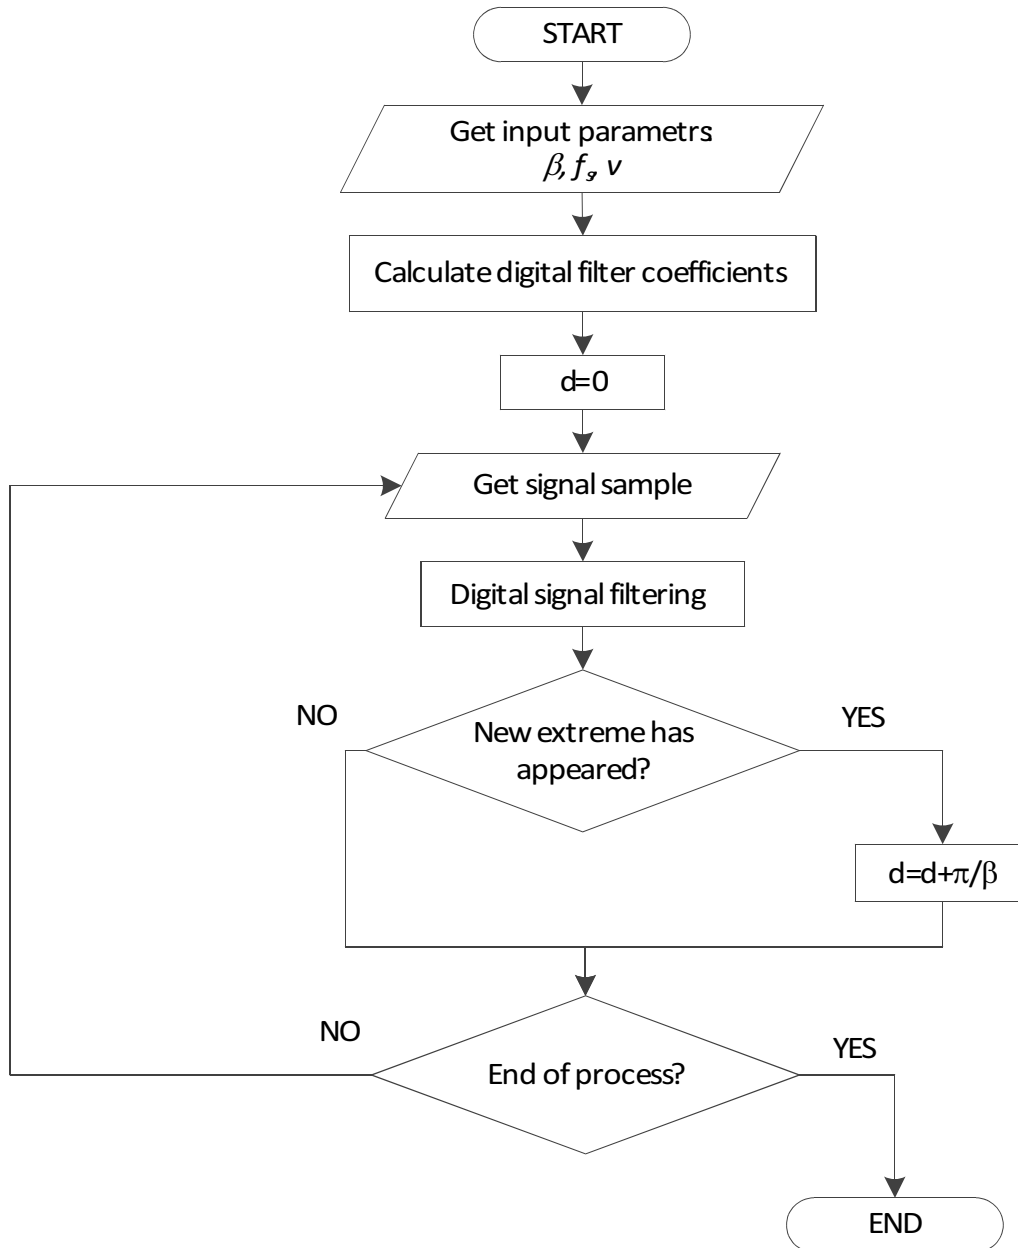 START
Get input parametrs:
β, fs, v
Calculate digital filter coefficients
d=0
Get signal sample
Digital signal filtering
NO
YES
New extreme has
appeared?
d=d+π/β
NO
YES
End of process?
END